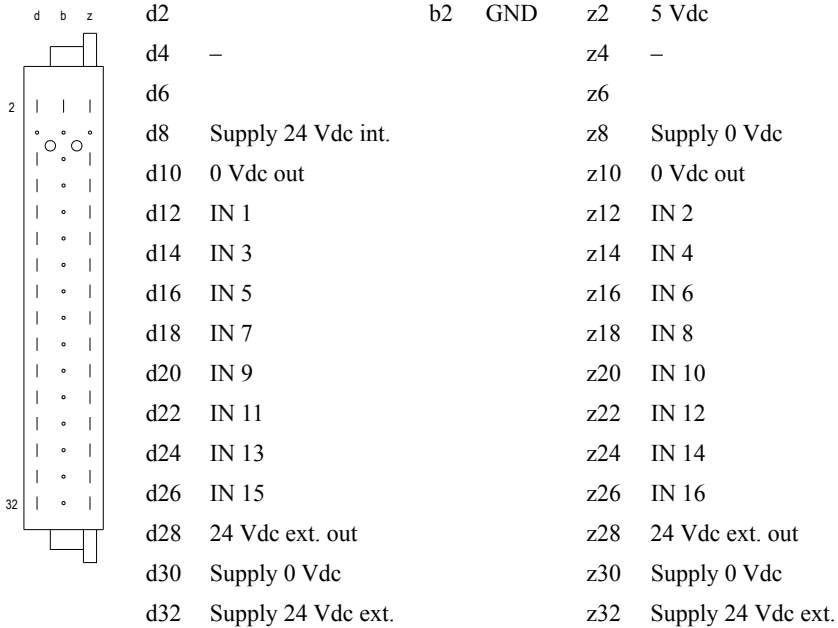 d b z
2
32
d2 b2 GND z2 5 Vdc
d4 – z4 –
d6 z6
d8 Supply 24 Vdc int. z8 Supply 0 Vdc
d10 0 Vdc out z10 0 Vdc out
d12 IN 1 z12 IN 2
d14 IN 3 z14 IN 4
d16 IN 5 z16 IN 6
d18 IN 7 z18 IN 8
d20 IN 9 z20 IN 10
d22 IN 11 z22 IN 12
d24 IN 13 z24 IN 14
d26 IN 15 z26 IN 16
d28 24 Vdc ext. out z28 24 Vdc ext. out
d30 Supply 0 Vdc z30 Supply 0 Vdc
d32 Supply 24 Vdc ext. z32 Supply 24 Vdc ext.